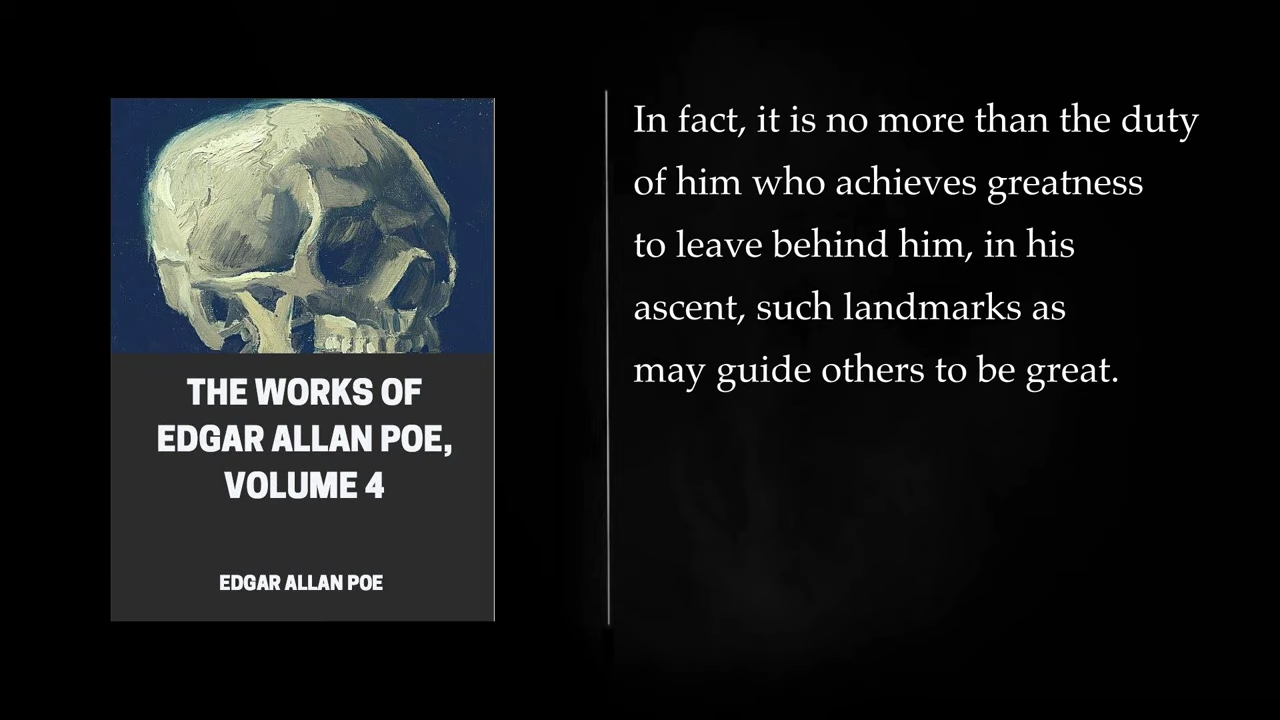 THE WORKS OF
EDGAR ALLAN POE,
VOLUME 4
EDGAR ALLAN POE
In fact, it is no more than the duty
of him who achieves greatness
to leave behind him, in his
ascent, such landmarks as
may guide others to be great.